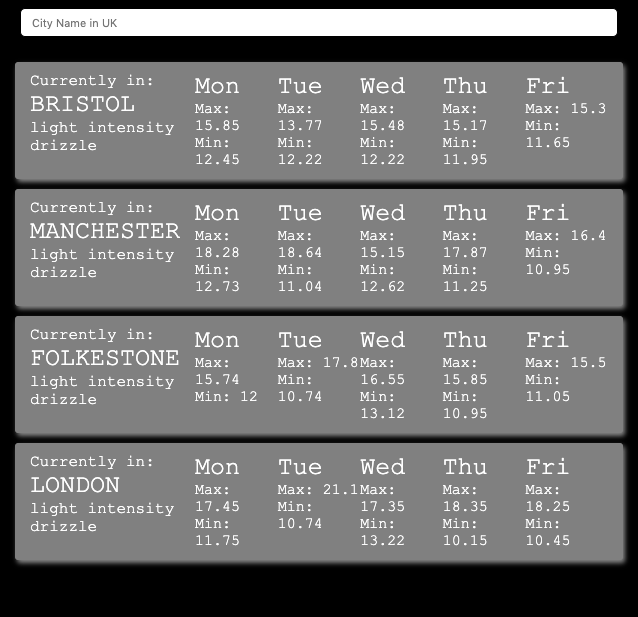 City Name in UK
Currently in:
BRISTOL
light intensity
drizzle
Mon
Max:
15.85
Min:
12.45
Tue
Max:
13.77
Min:
12.22
Wed
Max:
15.48
Min:
12.22
Thu
Max:
15.17
Min:
11.95
Fri
Max: 15.3
Min:
11.65
Currently in:
MANCHESTER
light intensity
drizzle
Mon
Max:
18.28
Min:
12.73
Tue
Max:
18.64
Min:
11.04
Wed
Max:
15.15
Min:
12.62
Thu
Max:
17.87
Min:
11.25
Fri
Max: 16.4
Min:
10.95
Currently in:
FOLKESTONE
light intensity
drizzle
Mon
Max:
15.74
Min: 12
Tue
Max: 17.8
Min:
10.74
Wed
Max:
16.55
Min:
13.12
Thu
Max:
15.85
Min:
10.95
Fri
Max: 15.5
Min:
11.05
Currently in:
LONDON
light intensity
drizzle
Mon
Max:
17.45
Min:
11.75
Tue
Max: 21.1
Min:
10.74
Wed
Max:
17.35
Min:
13.22
Thu
Max:
18.35
Min:
10.15
Fri
Max:
18.25
Min:
10.45